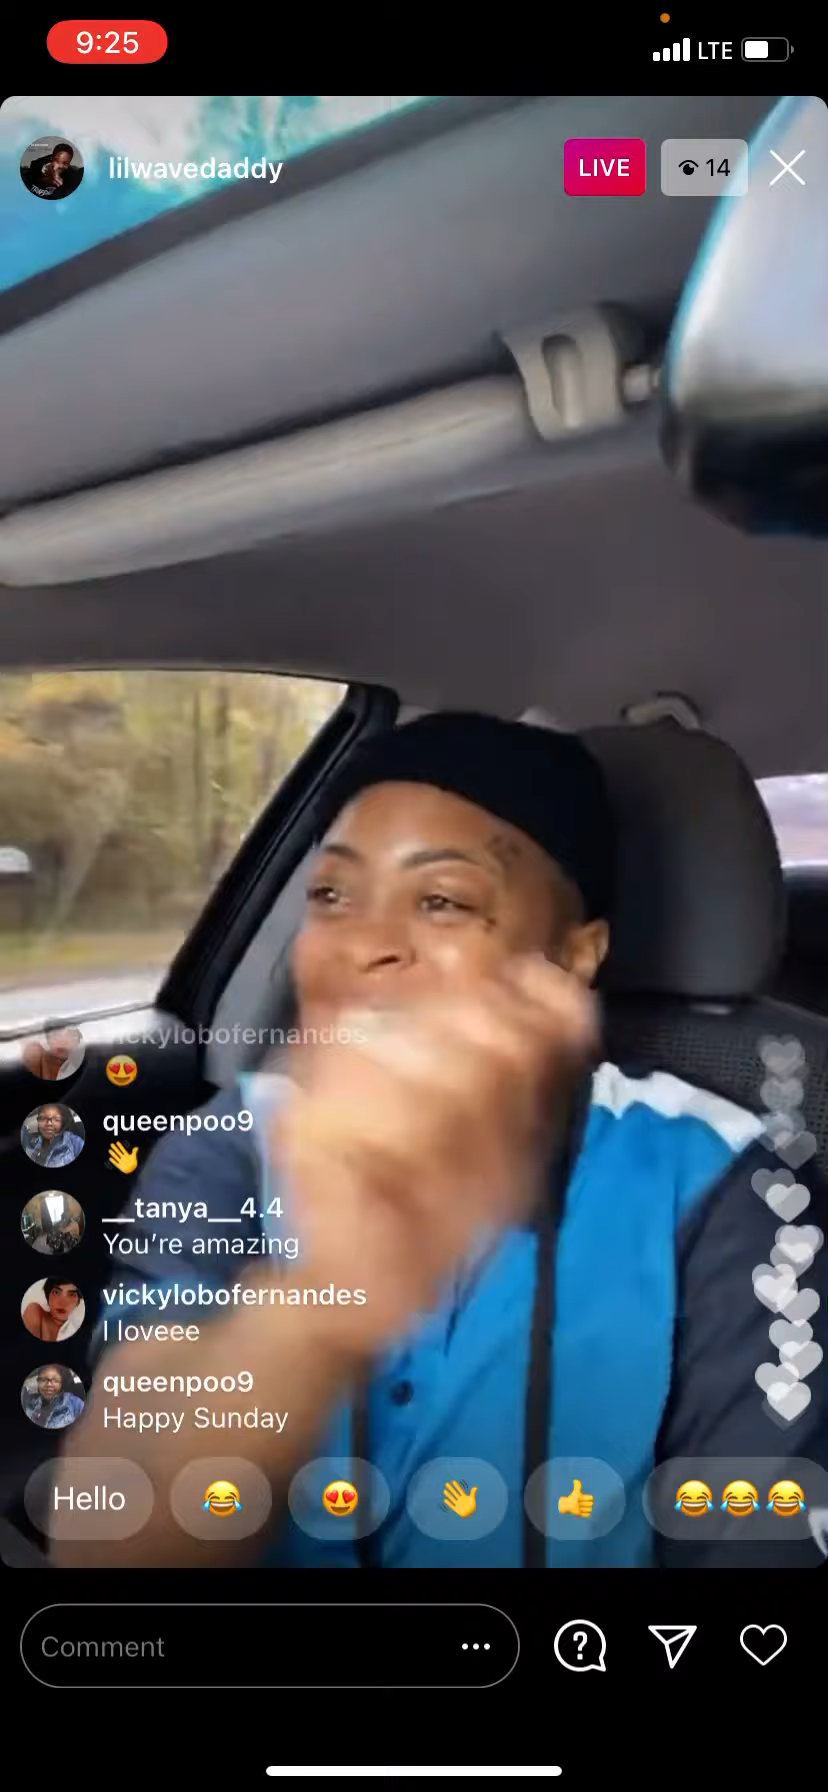 9:25
LTE
lilwavedaddy
LIVE
14
vickylobofernandes
😍
queenpoo9
👋
__tanya__4.4
You’re amazing
vickylobofernandes
I loveee
queenpoo9
Happy Sunday
Hello 😂 😍 👋 👍 😂😂😂
Comment